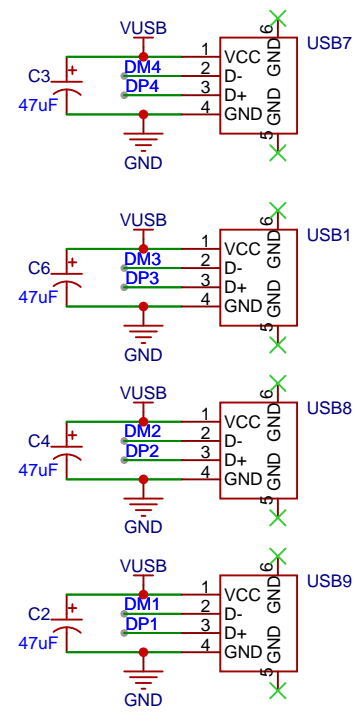 VUSB
6
USB7
1
VCC
GND
C3
+
DM4
2
D-
DP4
3
D+
47uF
4
GND
5
GND
GND
VUSB
6
USB1
1
VCC
GND
C6
+
DM3
2
D-
DP3
3
D+
47uF
4
GND
5
GND
GND
VUSB
6
USB8
1
VCC
GND
C4
+
DM2
2
D-
DP2
3
D+
47uF
4
GND
5
GND
GND
VUSB
6
USB9
1
VCC
GND
C2
+
DM1
2
D-
DP1
3
D+
47uF
4
GND
5
GND
GND